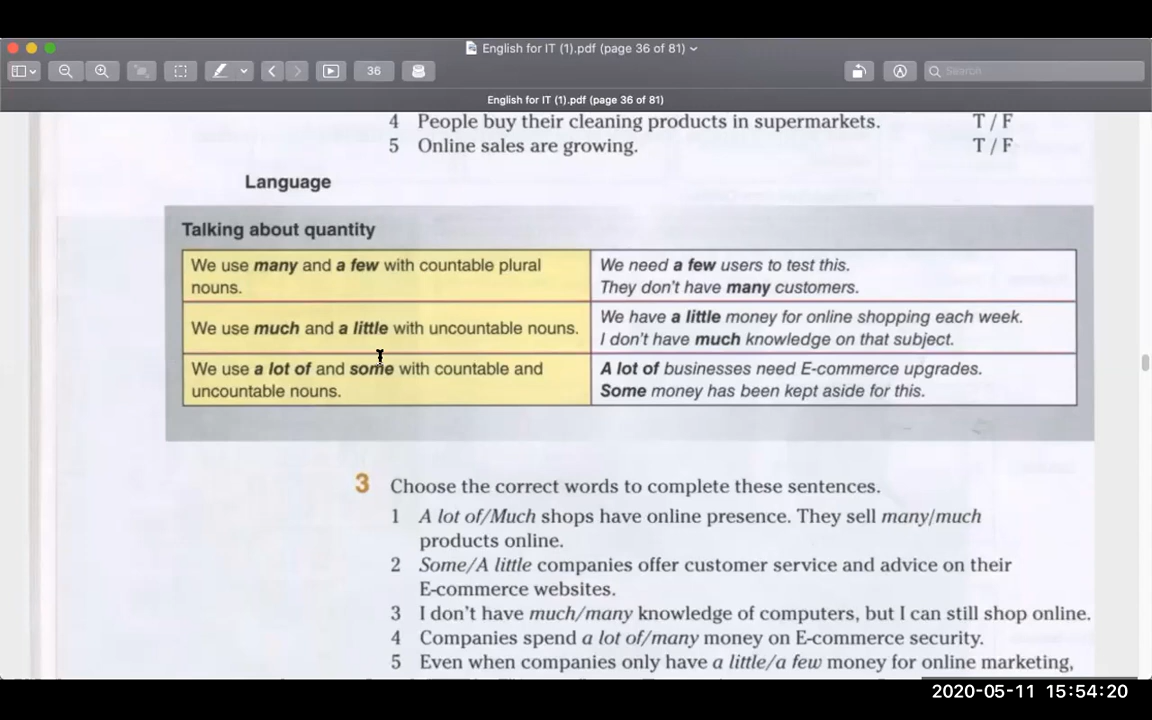 English for IT (1).pdf (page 36 of 81)
36
Search
English for IT (1).pdf (page 36 of 81)
4 People buy their cleaning products in supermarkets. T / F
5 Online sales are growing. T / F
Language
Talking about quantity
We use many and a few with countable plural
nouns.
We need a few users to test this.
They don't have many customers.
We use much and a little with uncountable nouns.
We have a little money for online shopping each week.
I don't have much knowledge on that subject.
We use a lot of and some with countable and
uncountable nouns.
A lot of businesses need E-commerce upgrades.
Some money has been kept aside for this.
3 Choose the correct words to complete these sentences.
1 A lot of/Much shops have online presence. They sell many/much
products online.
2 Some/A little companies offer customer service and advice on their
E-commerce websites.
3 I don't have much/many knowledge of computers, but I can still shop online.
4 Companies spend a lot of/many money on E-commerce security.
5 Even when companies only have a little/a few money for online marketing,
2020-05-11 15:54:20